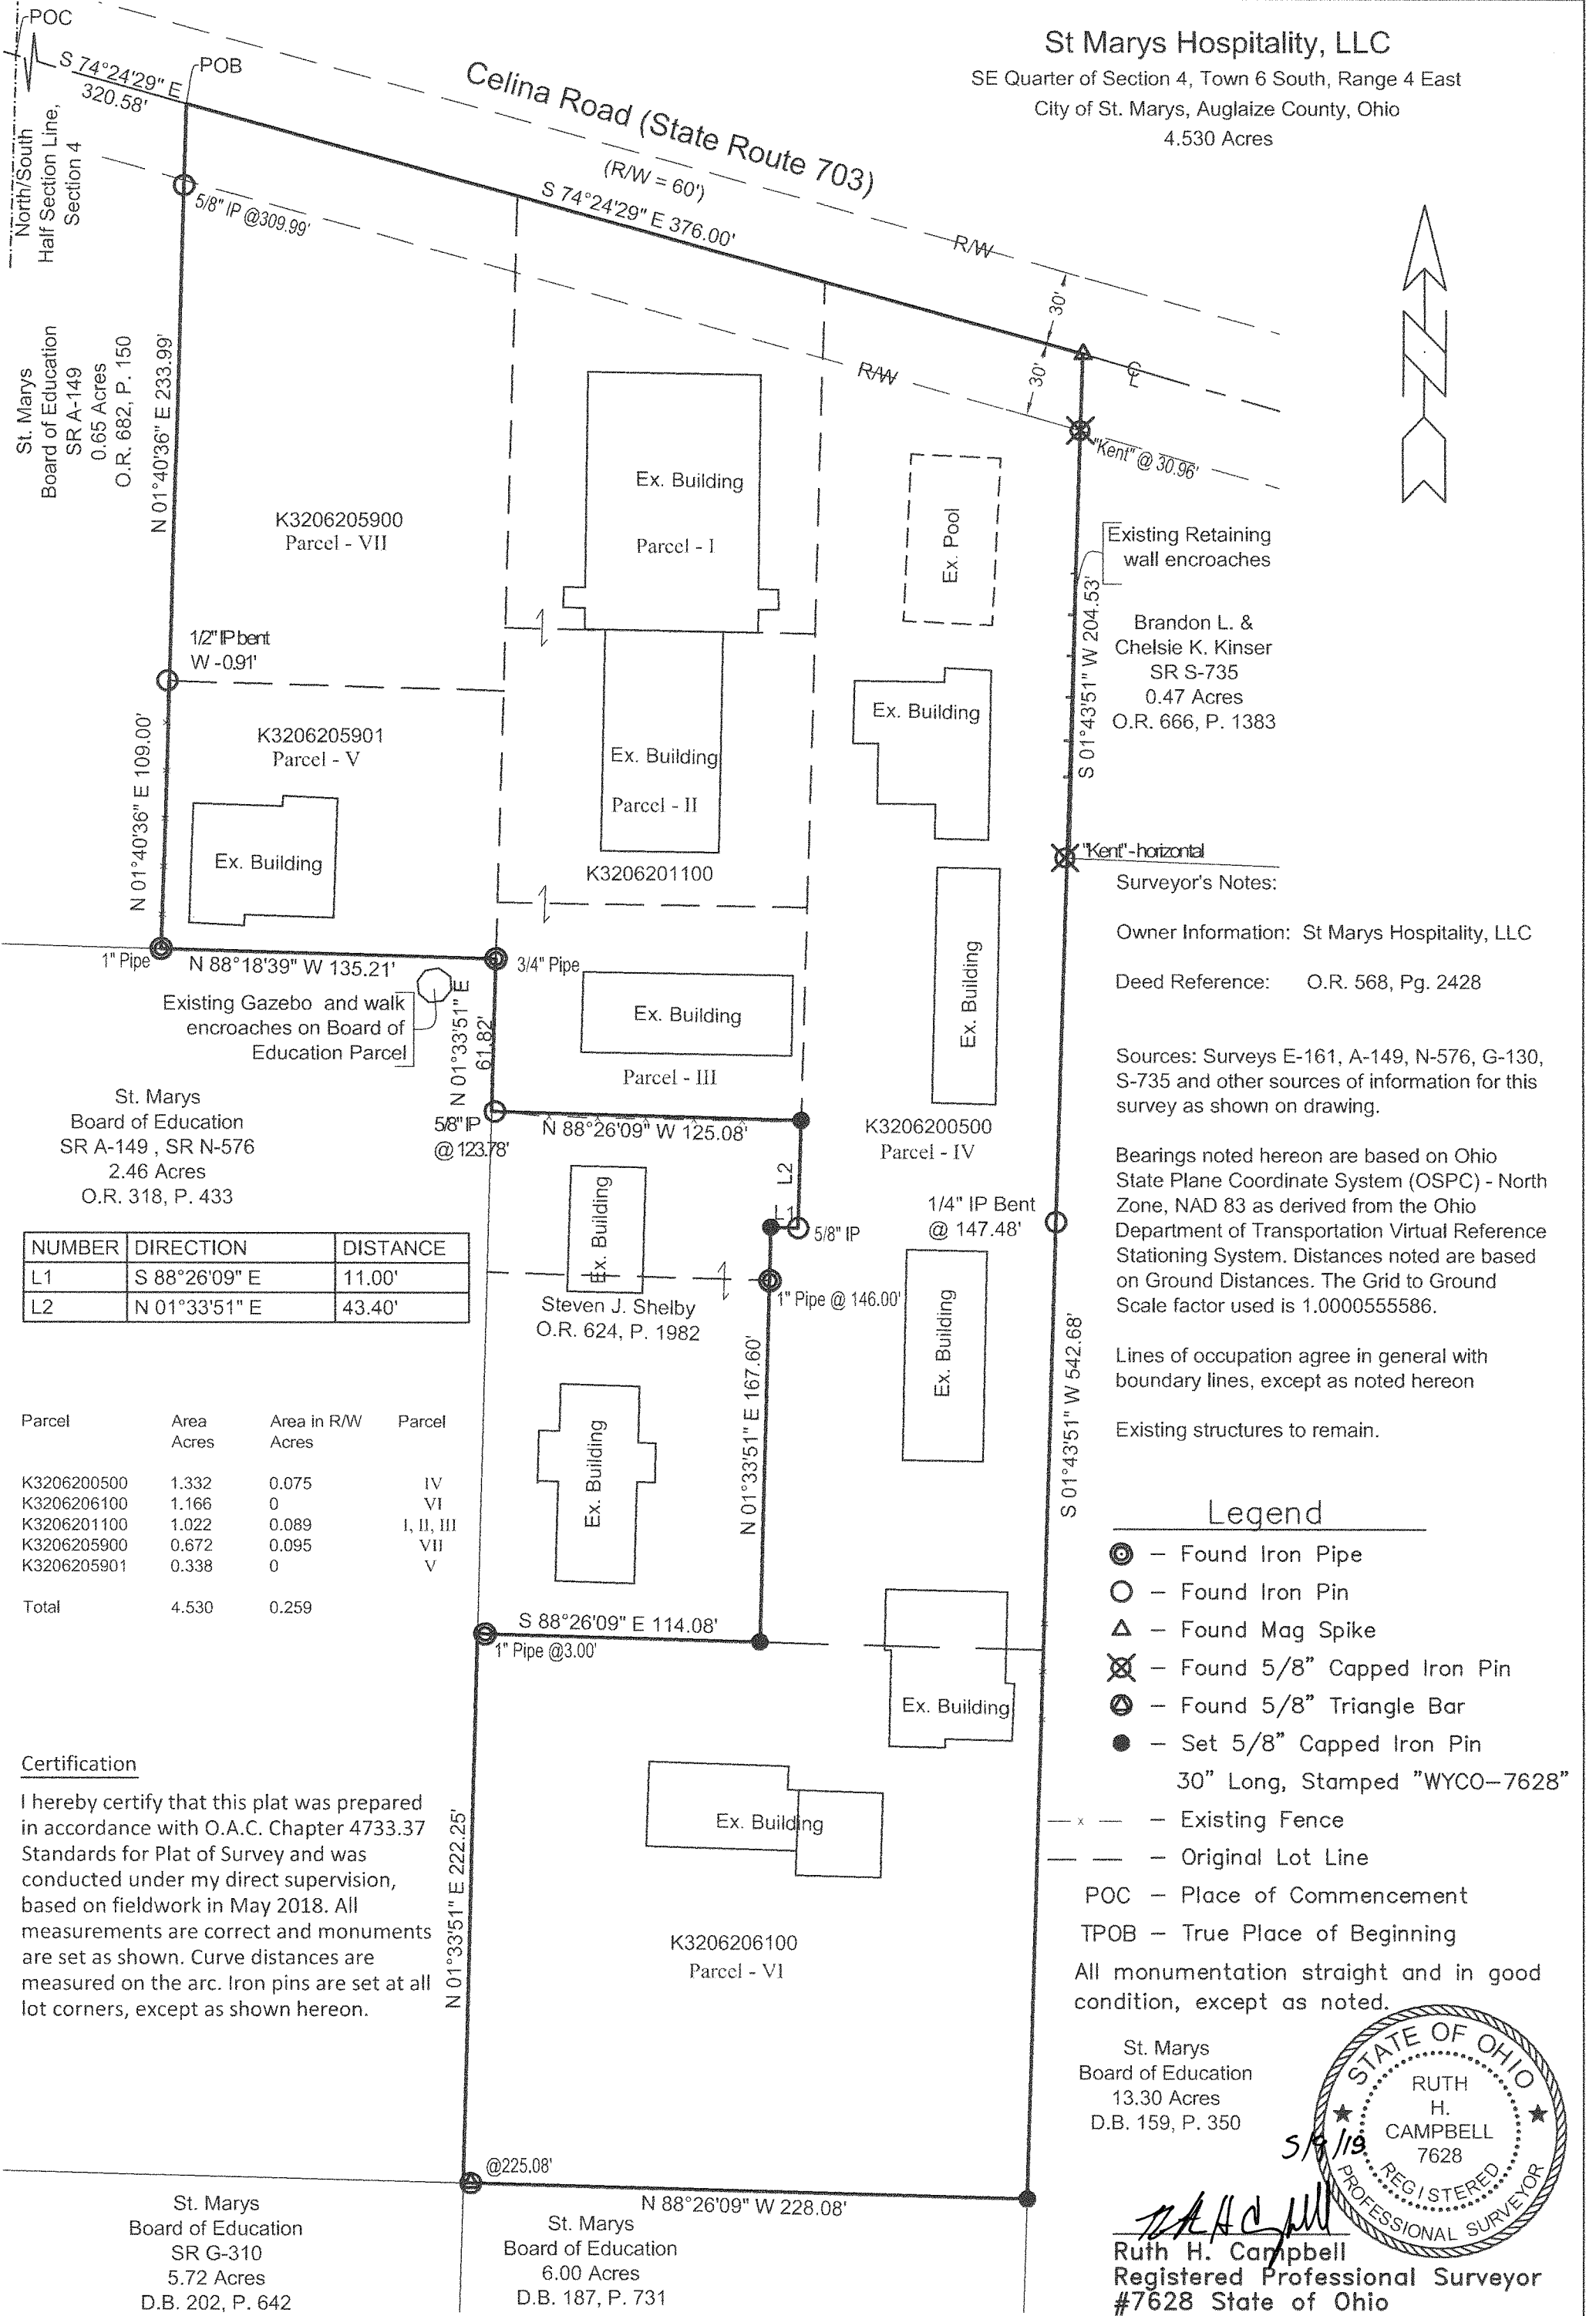 POC
St Marys Hospitality, LLC
SE Quarter of Section 4, Town 6 South, Range 4 East
City of St. Marys, Auglaize County, Ohio
4.530 Acres
S 74°24'29" E
320.58'
POB
North/South
Half Section Line,
Section 4
Celina Road (State Route 703)
(R/W = 60')
S 74°24'29" E 376.00'
5/8" IP @309.99'
R/W
30'
30'
R/W
CL
"Kent" @ 30.96'
St. Marys
Board of Education
SR A-149
0.65 Acres
O.R. 682, P. 150
N 01°40'36" E 233.99'
K3206205900
Parcel - VII
Ex. Building
Parcel - I
Ex. Pool
Existing Retaining
wall encroaches
S 01°43'51" W 204.53'
Brandon L. &
Chelsie K. Kinser
SR S-735
0.47 Acres
O.R. 666, P. 1383
1/2" IP bent
W -0.91'
N 01°40'36" E 109.00'
K3206205901
Parcel - V
Ex. Building
Ex. Building
Parcel - II
K3206201100
Ex. Building
"Kent" - horizontal
Surveyor's Notes:
Owner Information: St Marys Hospitality, LLC
Deed Reference: O.R. 568, Pg. 2428
Sources: Surveys E-161, A-149, N-576, G-130,
S-735 and other sources of information for this
survey as shown on drawing.
Bearings noted hereon are based on Ohio
State Plane Coordinate System (OSPC) - North
Zone, NAD 83 as derived from the Ohio
Department of Transportation Virtual Reference
Stationing System. Distances noted are based
on Ground Distances. The Grid to Ground
Scale factor used is 1.0000555586.
Lines of occupation agree in general with
boundary lines, except as noted hereon
Existing structures to remain.
1" Pipe
N 88°18'39" W 135.21'
3/4" Pipe
Existing Gazebo and walk
encroaches on Board of
Education Parcel
N 01°33'51" E
61.82'
Ex. Building
Parcel - III
Ex. Building
5/8" IP
@ 123.78'
N 88°26'09" W 125.08'
K3206200500
Parcel - IV
St. Marys
Board of Education
SR A-149 , SR N-576
2.46 Acres
O.R. 318, P. 433
L2
L1
5/8" IP
1/4" IP Bent
@ 147.48'
Ex. Building
1" Pipe @ 146.00'
Steven J. Shelby
O.R. 624, P. 1982
Ex. Building
N 01°33'51" E 167.60'
S 01°43'51" W 542.68'
Ex. Building
NUMBER DIRECTION DISTANCE
L1 S 88°26'09" E 11.00'
L2 N 01°33'51" E 43.40'
Parcel Area Area in R/W Parcel
Acres Acres
K3206200500 1.332 0.075 IV
K3206206100 1.166 0 VI
K3206201100 1.022 0.089 I, II, III
K3206205900 0.672 0.095 VII
K3206205901 0.338 0 V
Total 4.530 0.259
S 88°26'09" E 114.08'
1" Pipe @3.00'
Ex. Building
Ex. Building
K3206206100
Parcel - VI
N 01°33'51" E 222.25'
@225.08'
N 88°26'09" W 228.08'
Legend
– Found Iron Pipe
– Found Iron Pin
– Found Mag Spike
– Found 5/8" Capped Iron Pin
– Found 5/8" Triangle Bar
– Set 5/8" Capped Iron Pin
30" Long, Stamped "WYCO-7628"
x – Existing Fence
– Original Lot Line
POC – Place of Commencement
TPOB – True Place of Beginning
All monumentation straight and in good
condition, except as noted.
Certification
I hereby certify that this plat was prepared
in accordance with O.A.C. Chapter 4733.37
Standards for Plat of Survey and was
conducted under my direct supervision,
based on fieldwork in May 2018. All
measurements are correct and monuments
are set as shown. Curve distances are
measured on the arc. Iron pins are set at all
lot corners, except as shown hereon.
St. Marys
Board of Education
13.30 Acres
D.B. 159, P. 350
St. Marys
Board of Education
SR G-310
5.72 Acres
D.B. 202, P. 642
St. Marys
Board of Education
6.00 Acres
D.B. 187, P. 731
STATE OF OHIO
RUTH
H.
CAMPBELL
7628
REGISTERED
PROFESSIONAL SURVEYOR
5/9/19
Ruth H. Campbell
Registered Professional Surveyor
#7628 State of Ohio